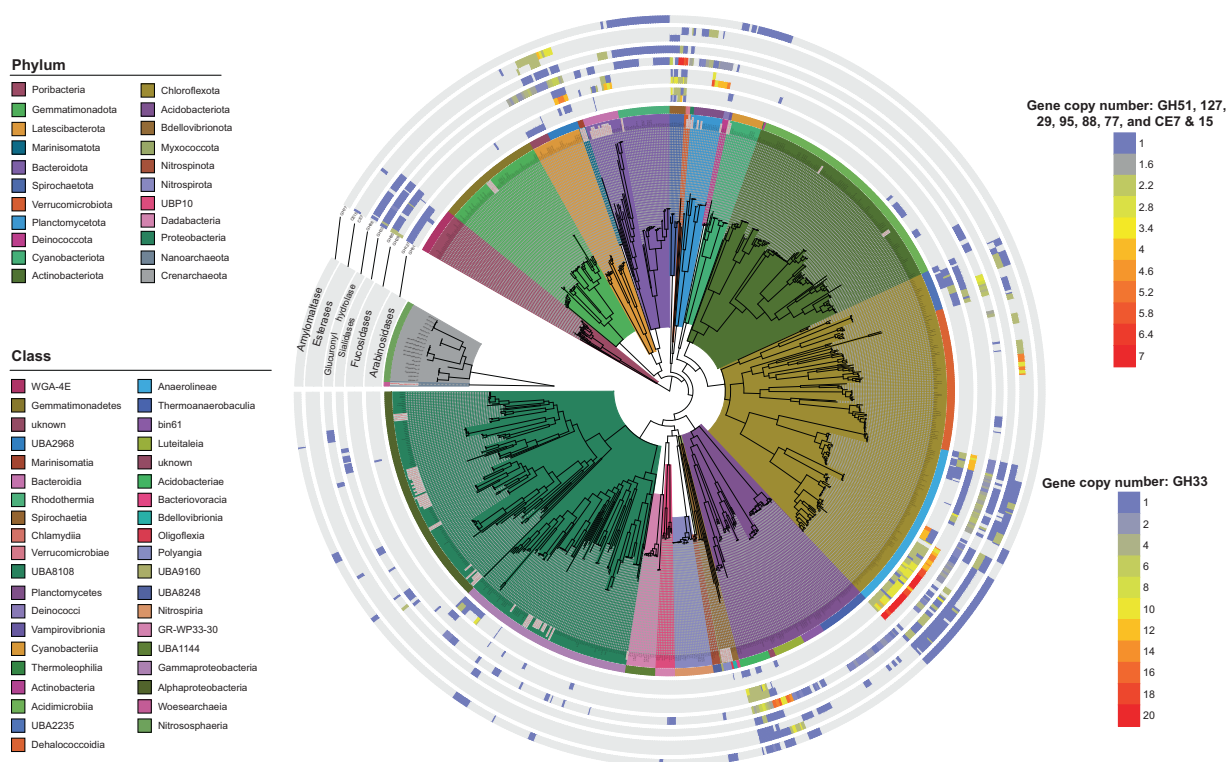 Phylum
Poribacteria
Gemmatimonadota
Latescibacterota
Marinisomatota
Bacteroidota
Spirochaetota
Verrucomicrobiota
Planctomycetota
Deinococcota
Cyanobacteriota
Actinobacteriota
Chloroflexota
Acidobacteriota
Bdellovibrionota
Myxococcota
Nitrospinota
Nitrospirota
UBP10
Dadabacteria
Proteobacteria
Nanoarchaeota
Crenarchaeota
Class
WGA-4E
Gemmatimonadetes
uknown
UBA2968
Marinisomatia
Bacteroidia
Rhodothermia
Spirochaetia
Chlamydiia
Verrucomicrobiae
UBA8108
Planctomycetes
Deinococci
Vampirovibrionia
Cyanobacteriia
Thermoleophilia
Actinobacteria
Acidimicrobiia
UBA2235
Dehalococcoidia
Anaerolineae
Thermoanaerobaculia
bin61
Luteitaleia
uknown
Acidobacteriae
Bacteriovoracia
Bdellovibrionia
Oligoflexia
Polyangia
UBA9160
UBA8248
Nitrospiria
GR-WP33-30
UBA1144
Gammaproteobacteria
Alphaproteobacteria
Woesearchaeia
Nitrososphaeria
Amylomaltase
Esterases
Glucuronyl hydrolase
Sialidases
Fucosidases
Arabinosidases
Gene copy number: GH51, 127,
29, 95, 88, 77, and CE7 & 15
1
1.6
2.2
2.8
3.4
4
4.6
5.2
5.8
6.4
7
Gene copy number: GH33
1
2
4
6
8
10
12
14
16
18
20